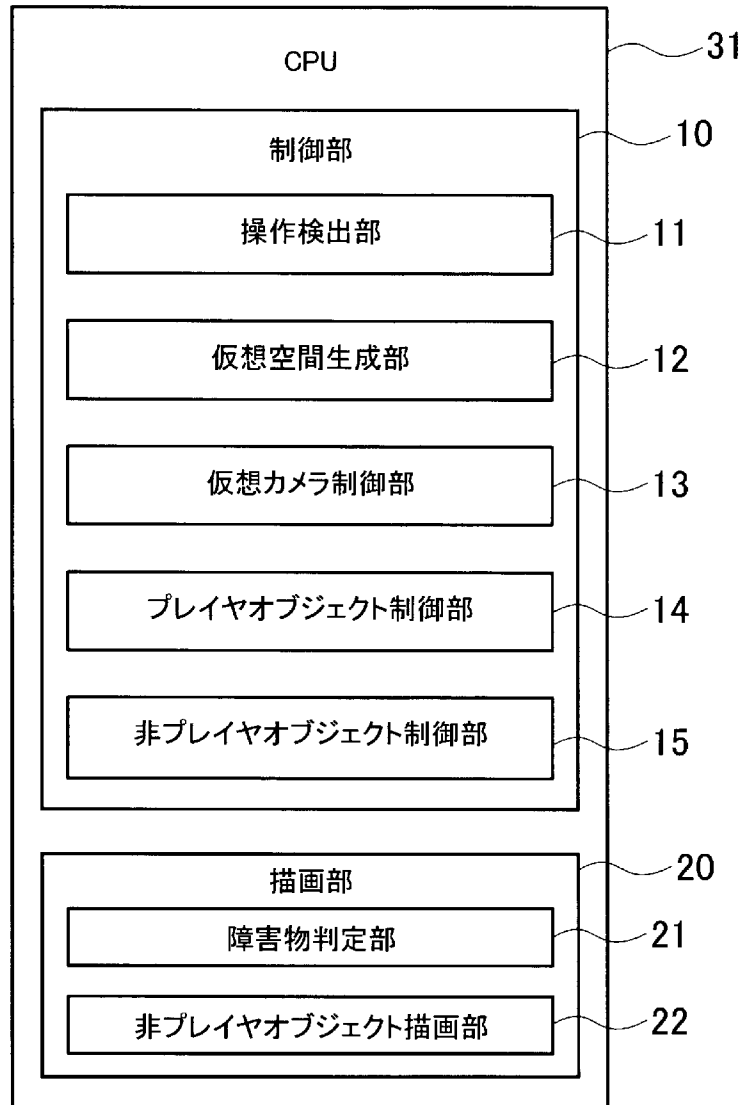 CPU
31
制御部
10
操作検出部
11
仮想空間生成部
12
仮想カメラ制御部
13
プレイヤオブジェクト制御部
14
非プレイヤオブジェクト制御部
15
描画部
20
障害物判定部
21
非プレイヤオブジェクト描画部
22